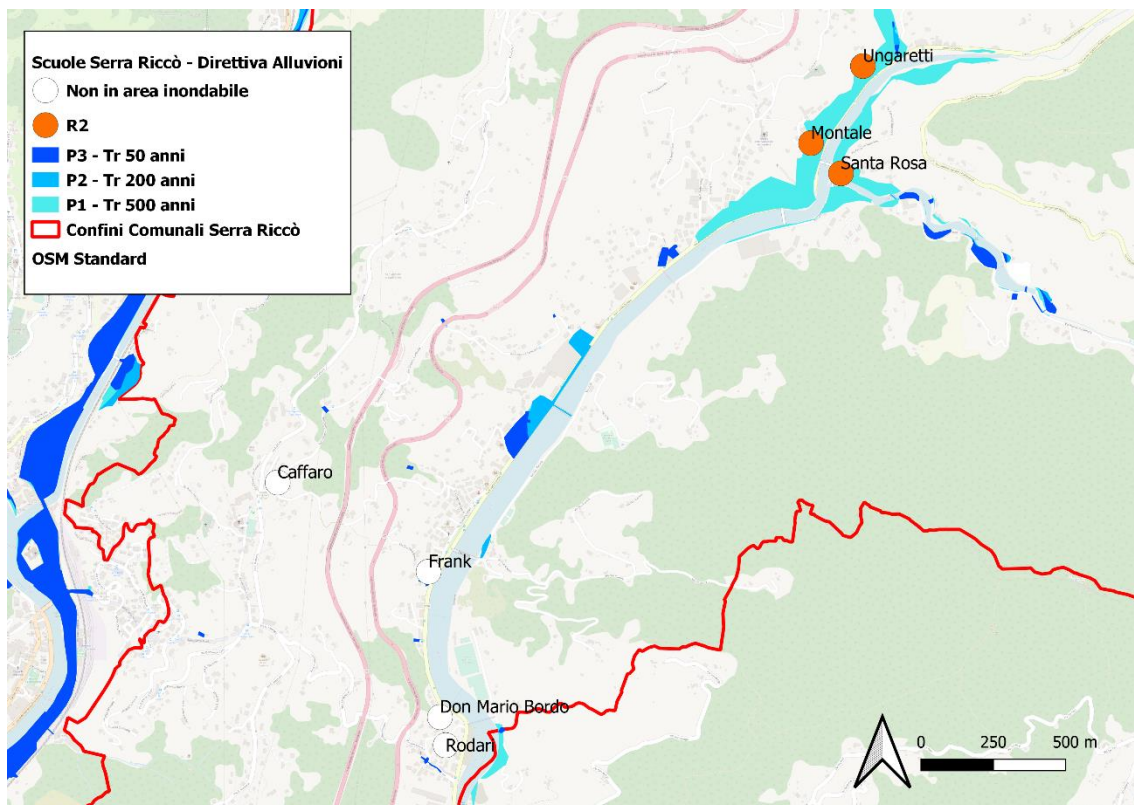 Scuole Serra Riccò - Direttiva Alluvioni
Non in area inondabile
R2
P3 - Tr 50 anni
P2 - Tr 200 anni
P1 - Tr 500 anni
Confini Comunali Serra Riccò
OSM Standard
Ungaretti
Montale
Santa Rosa
Caffaro
Frank
Don Mario Bordo
Rodari
0 250 500 m